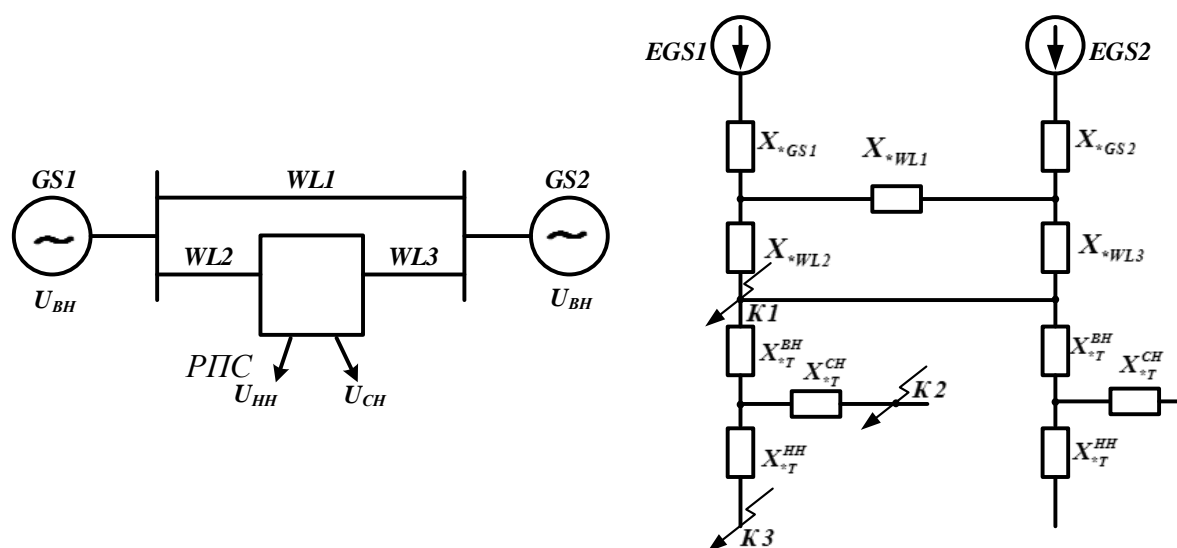 GS1
WL1
GS2
WL2
WL3
U_BH
U_BH
РПС
U_HH
U_CH
EGS1
EGS2
X_*GS1
X_*WL1
X_*GS2
X_*WL2
X_*WL3
K1
X_*T^BH
X_*T^CH
K2
X_*T^BH
X_*T^CH
X_*T^HH
X_*T^HH
K3